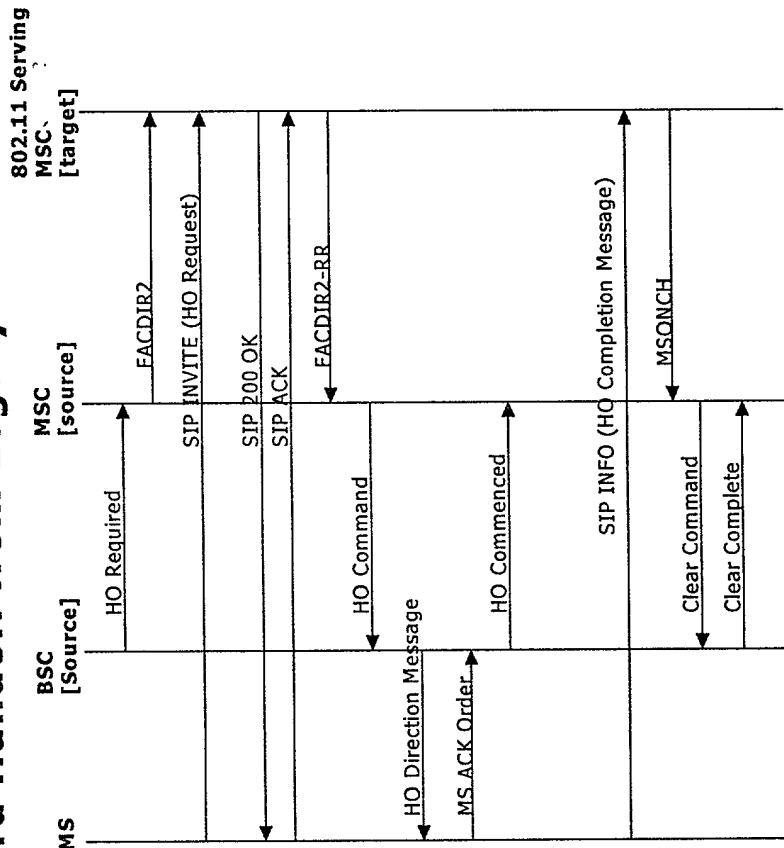 802.11 Serving
MSC
[target]
MSC
[source]
BSC
[Source]
MS
HO Required
FACDIR2
SIP INVITE (HO Request)
SIP 200 OK
SIP ACK
FACDIR2-RR
HO Command
HO Direction Message
MS ACK Order
HO Commenced
SIP INFO (HO Completion Message)
MSONCH
Clear Command
Clear Complete